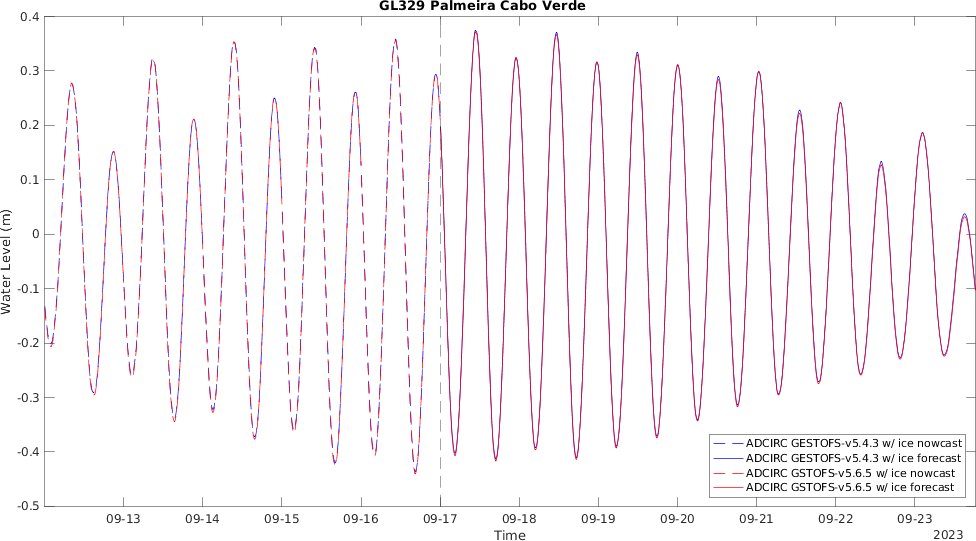 GL329 Palmeira Cabo Verde
0.4
0.3
0.2
0.1
0
-0.1
-0.2
-0.3
-0.4
-0.5
Water Level (m)
ADCIRC GESTOFS-v5.4.3 w/ ice nowcast
ADCIRC GESTOFS-v5.4.3 w/ ice forecast
ADCIRC GSTOFS-v5.6.5 w/ ice nowcast
ADCIRC GSTOFS-v5.6.5 w/ ice forecast
09-13 09-14 09-15 09-16 09-17 09-18 09-19 09-20 09-21 09-22 09-23
Time
2023